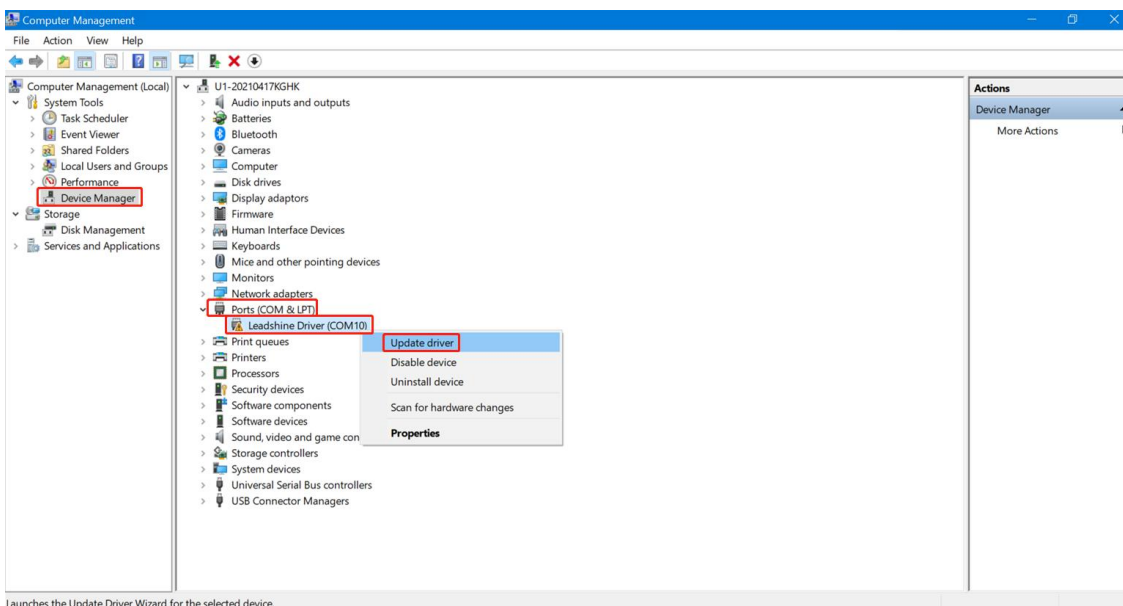 Computer Management
File Action View Help
Computer Management (Local)
System Tools
Task Scheduler
Event Viewer
Shared Folders
Local Users and Groups
Performance
Device Manager
Storage
Disk Management
Services and Applications
U1-20210417KGHK
Audio inputs and outputs
Batteries
Bluetooth
Cameras
Computer
Disk drives
Display adaptors
Firmware
Human Interface Devices
Keyboards
Mice and other pointing devices
Monitors
Network adapters
Ports (COM & LPT)
Leadshine Driver (COM10)
Print queues
Printers
Processors
Security devices
Software components
Software devices
Sound, video and game con
Storage controllers
System devices
Universal Serial Bus controllers
USB Connector Managers
Update driver
Disable device
Uninstall device
Scan for hardware changes
Properties
Actions
Device Manager
More Actions
Launches the Update Driver Wizard for the selected device.